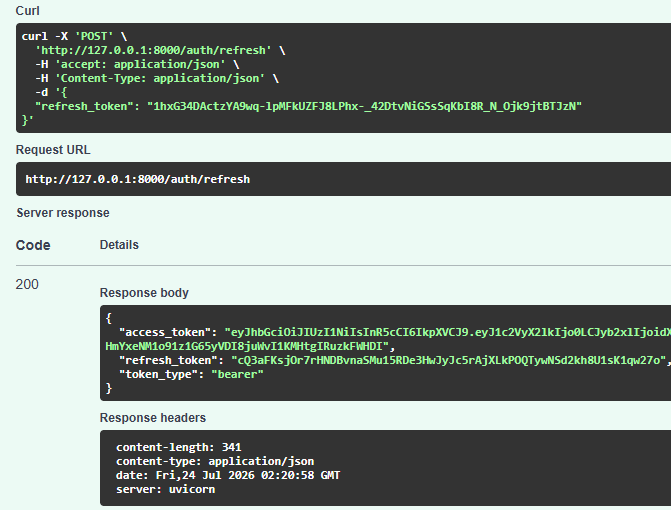 Curl
curl -X 'POST' \
'http://127.0.0.1:8000/auth/refresh' \
-H 'accept: application/json' \
-H 'Content-Type: application/json' \
-d '{
"refresh_token": "1hxG34DActzYA9wq-lpMFkUZFJ8LPhx-_42DtvNiGSsSqKbI8R_N_Ojk9jtBTJzN"
}'
Request URL
http://127.0.0.1:8000/auth/refresh
Server response
Code
Details
200
Response body
{
"access_token": "eyJhbGciOiJIUzI1NiIsInR5cCI6IkpXVCJ9.eyJ1c2VyX2lkIjo0LCJyb2xlIjoidX
HmYxeNM1o91z1G65yVDI8juWvI1KMHtgIRuzkFWHDI",
"refresh_token": "cQ3aFKsjOr7rHNDBvnaSMu15RDe3HwJyJc5rAjXLkPOQTywNSd2kh8U1sK1qw27o",
"token_type": "bearer"
}
Response headers
content-length: 341
content-type: application/json
date: Fri,24 Jul 2026 02:20:58 GMT
server: uvicorn